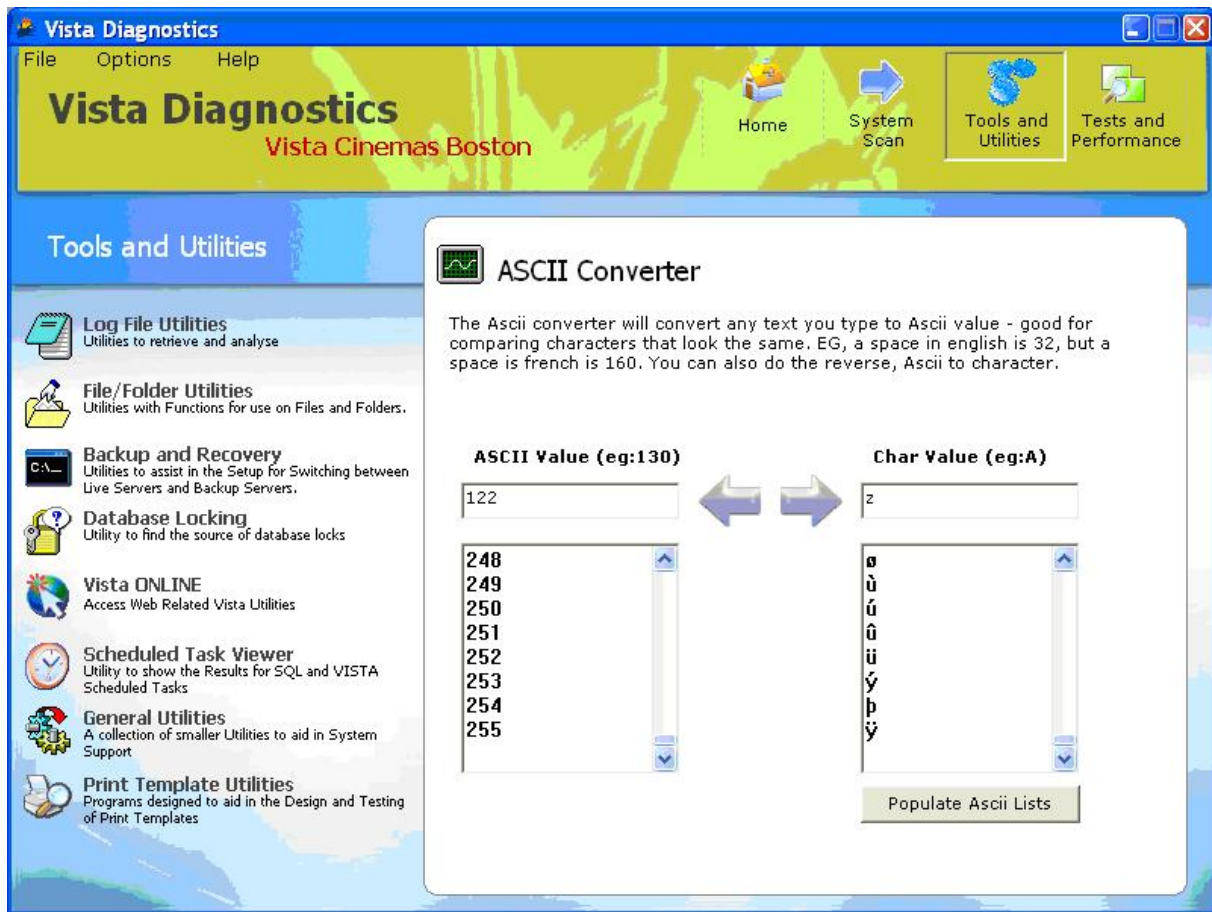 Vista Diagnostics
File Options Help
Vista Diagnostics
Vista Cinemas Boston
Home
System
Scan
Tools and
Utilities
Tests and
Performance
Tools and Utilities
Log File Utilities
Utilities to retrieve and analyse
File/Folder Utilities
Utilities with Functions for use on Files and Folders.
C:\_
Backup and Recovery
Utilities to assist in the Setup for Switching between
Live Servers and Backup Servers.
Database Locking
Utility to find the source of database locks
Vista ONLINE
Access Web Related Vista Utilities
Scheduled Task Viewer
Utility to show the Results for SQL and VISTA
Scheduled Tasks
General Utilities
A collection of smaller Utilities to aid in System
Support
Print Template Utilities
Programs designed to aid in the Design and Testing
of Print Templates
ASCII Converter
The Ascii converter will convert any text you type to Ascii value - good for
comparing characters that look the same. EG, a space in english is 32, but a
space is french is 160. You can also do the reverse, Ascii to character.
ASCII Value (eg:130)
122
248
249
250
251
252
253
254
255
Char Value (eg:A)
z
ø
ù
ú
û
ü
ý
þ
ÿ
Populate Ascii Lists